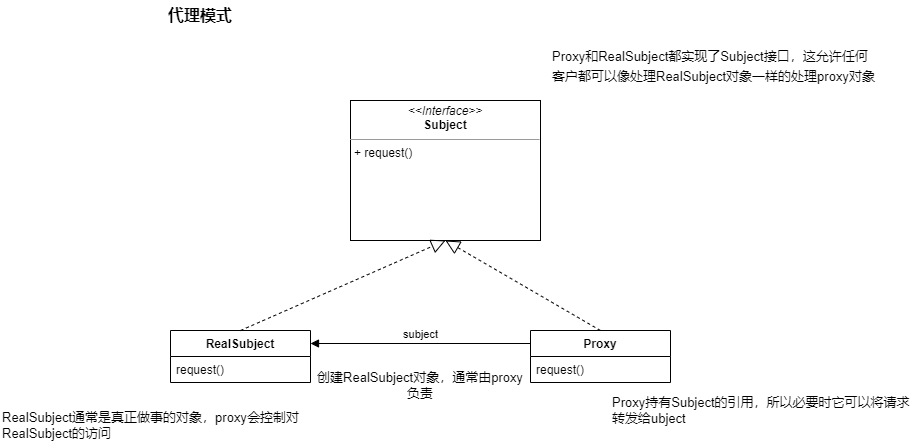 代理模式
Proxy和RealSubject都实现了Subject接口，这允许任何
客户都可以像处理RealSubject对象一样的处理proxy对象
<<Interface>>
Subject
+ request()
subject
RealSubject
Proxy
request()
request()
创建RealSubject对象，通常由proxy
负责
Proxy持有Subject的引用，所以必要时它可以将请求
转发给ubject
RealSubject通常是真正做事的对象，proxy会控制对
RealSubject的访问